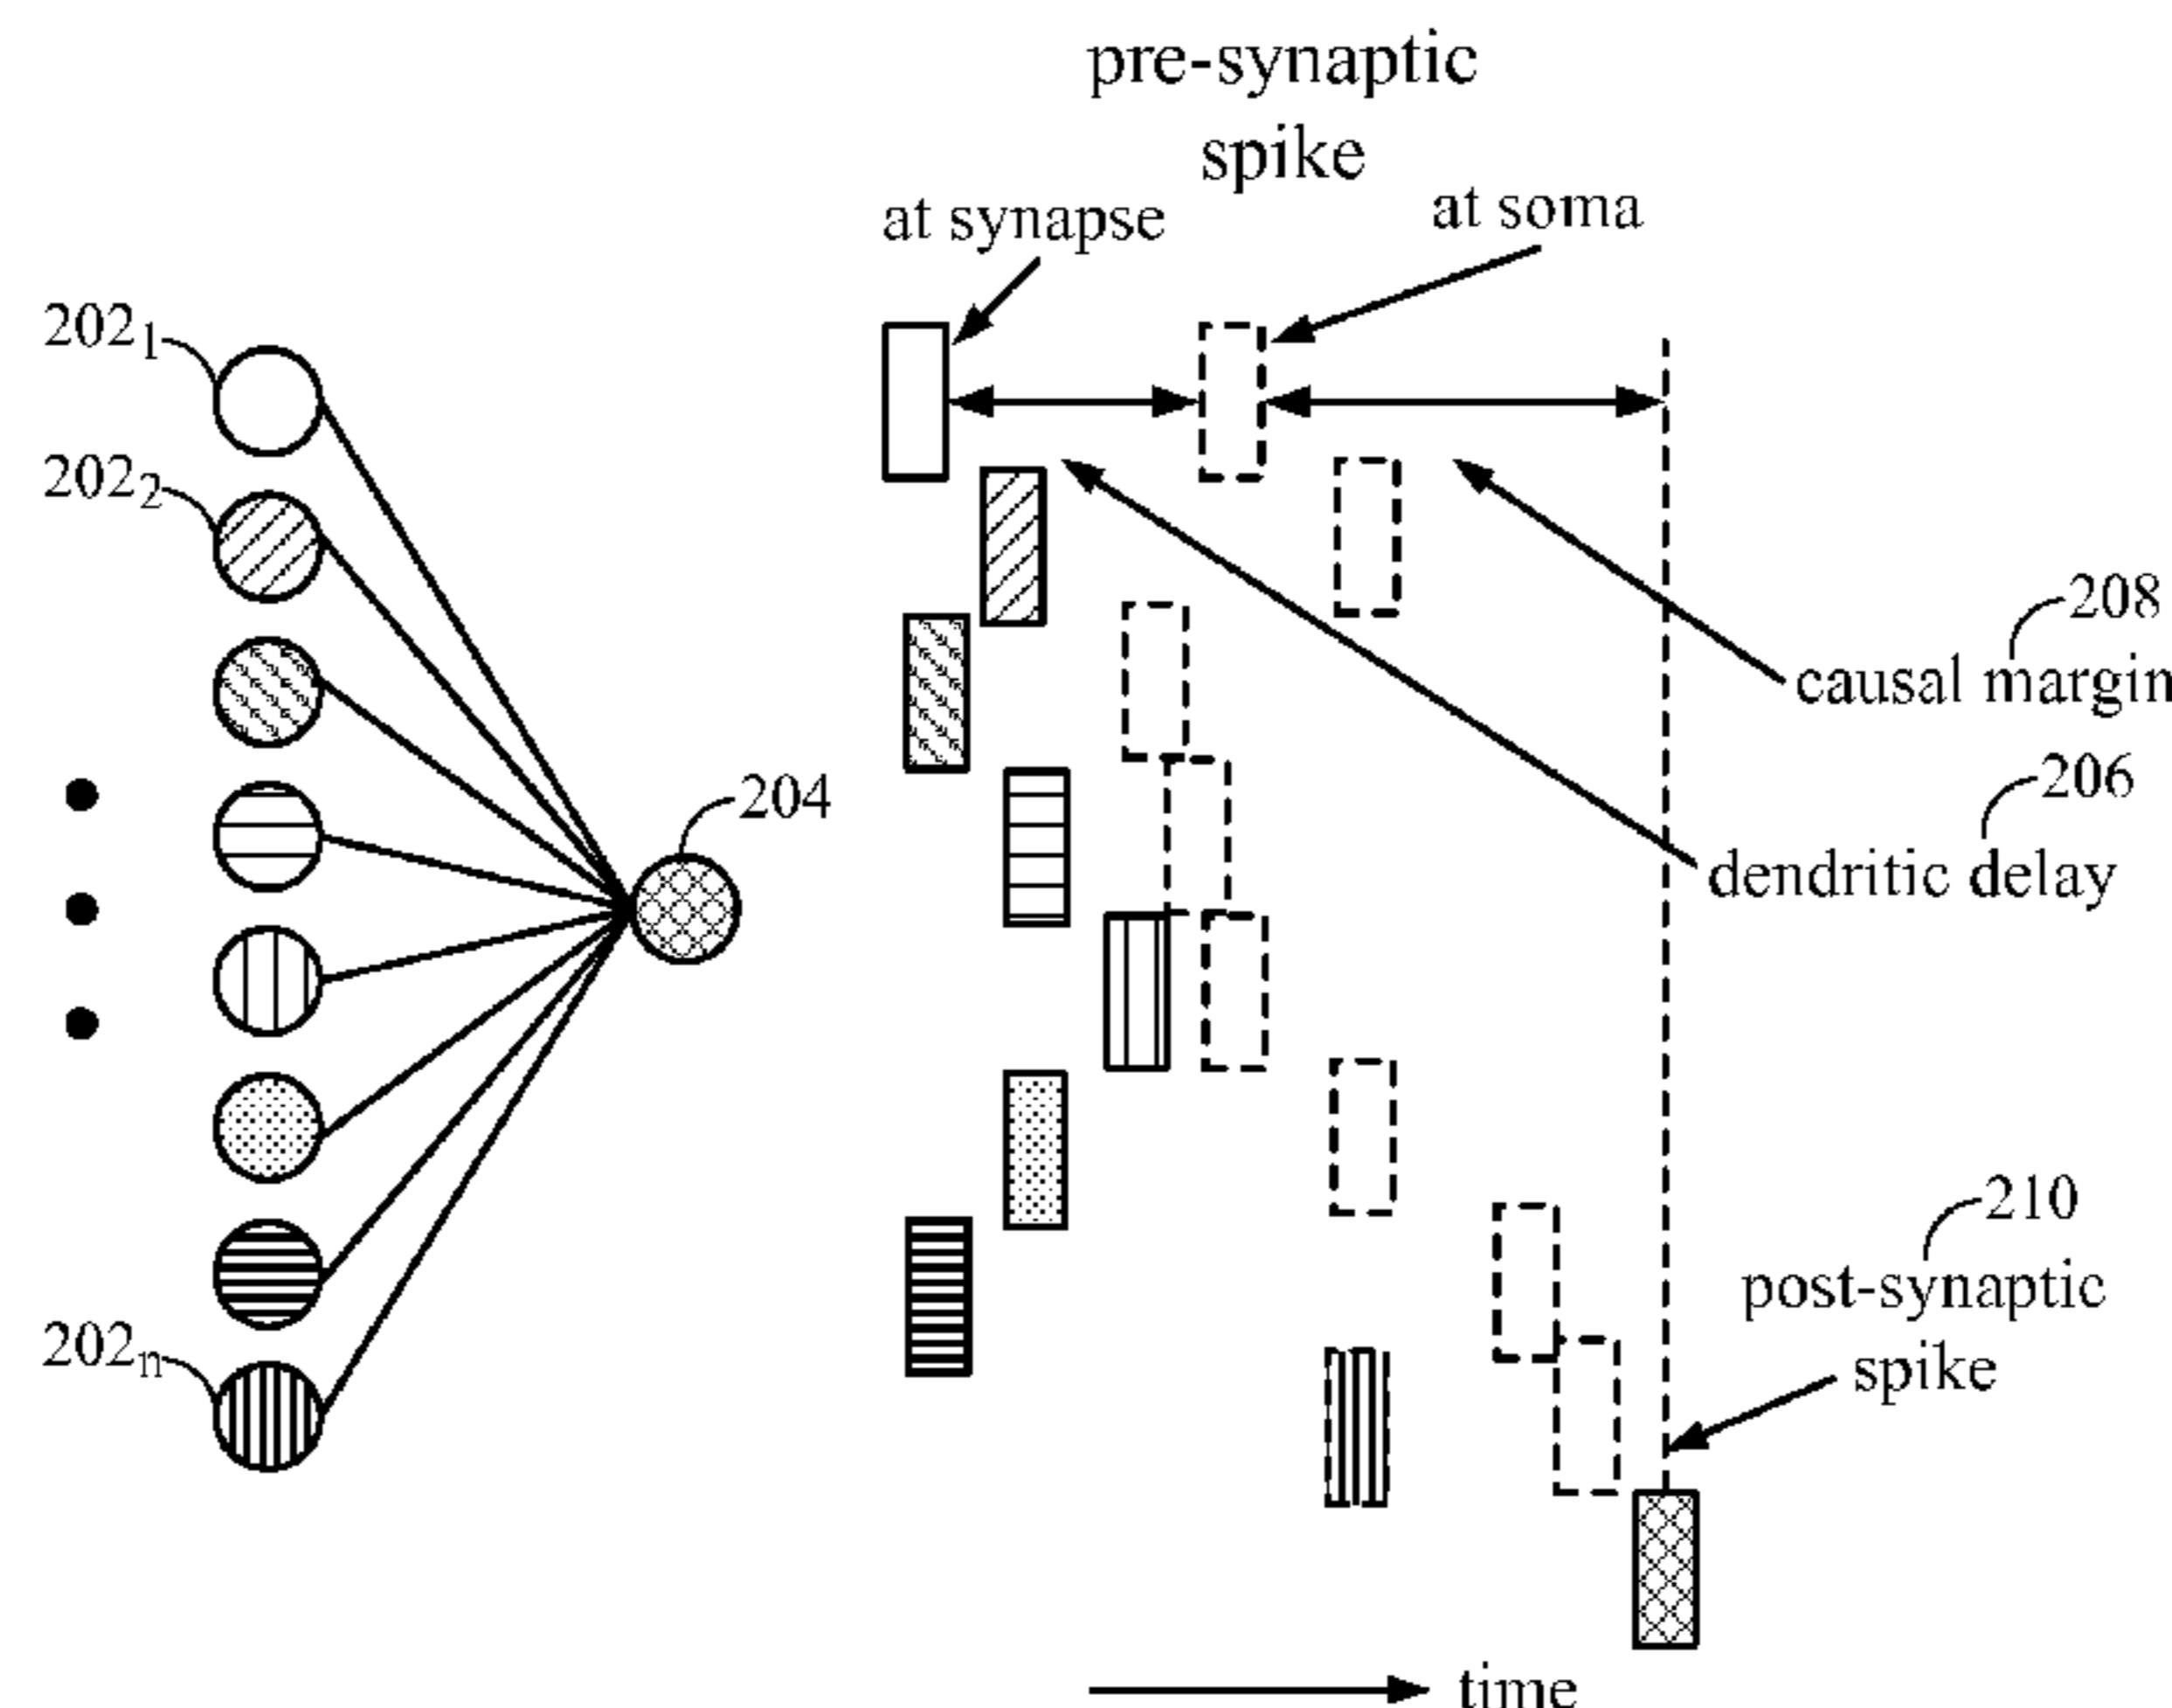 pre-synaptic
spike
at synapse
at soma
202₁
202₂
208
causal margin
206
204
dendritic delay
210
post-synaptic
spike
202ₙ
time